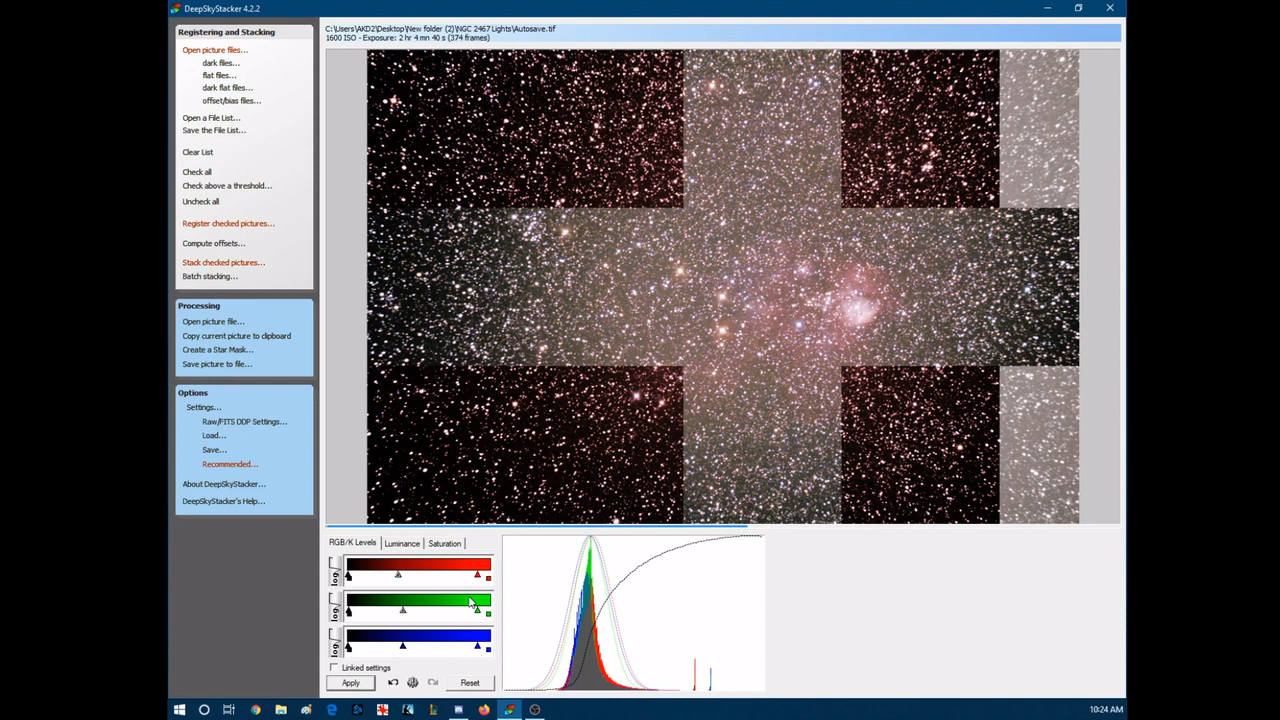 DeepSkyStacker 4.2.2
Registering and Stacking
Open picture files...
dark files...
flat files...
dark flat files...
offset/bias files...
Open a File List...
Save the File List...
Clear List
Check all
Check above a threshold...
Uncheck all
Register checked pictures...
Compute offsets...
Stack checked pictures...
Batch stacking...
Processing
Open picture file...
Copy current picture to clipboard
Create a Star Mask...
Save picture to file...
Options
Settings...
Raw/FITS DDP Settings...
Load...
Save...
Recommended...
About DeepSkyStacker...
DeepSkyStacker's Help...
C:\Users\AKD2\Desktop\New folder (2)\NGC 2467 Lights\Autosave.tif
1600 ISO - Exposure: 2 hr 4 mn 40 s (374 frames)
RGB/K Levels Luminance Saturation
log
log
log
Linked settings
Apply Reset
10:24 AM